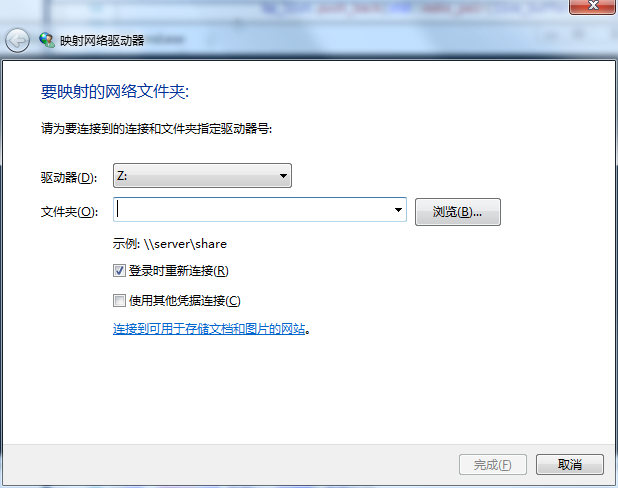 映射网络驱动器
要映射的网络文件夹:
请为要连接到的连接和文件夹指定驱动器号:
驱动器(D): Z:
文件夹(O): 浏览(B)...
示例: \\server\share
登录时重新连接(R)
使用其他凭据连接(C)
连接到可用于存储文档和图片的网站。
完成(F) 取消